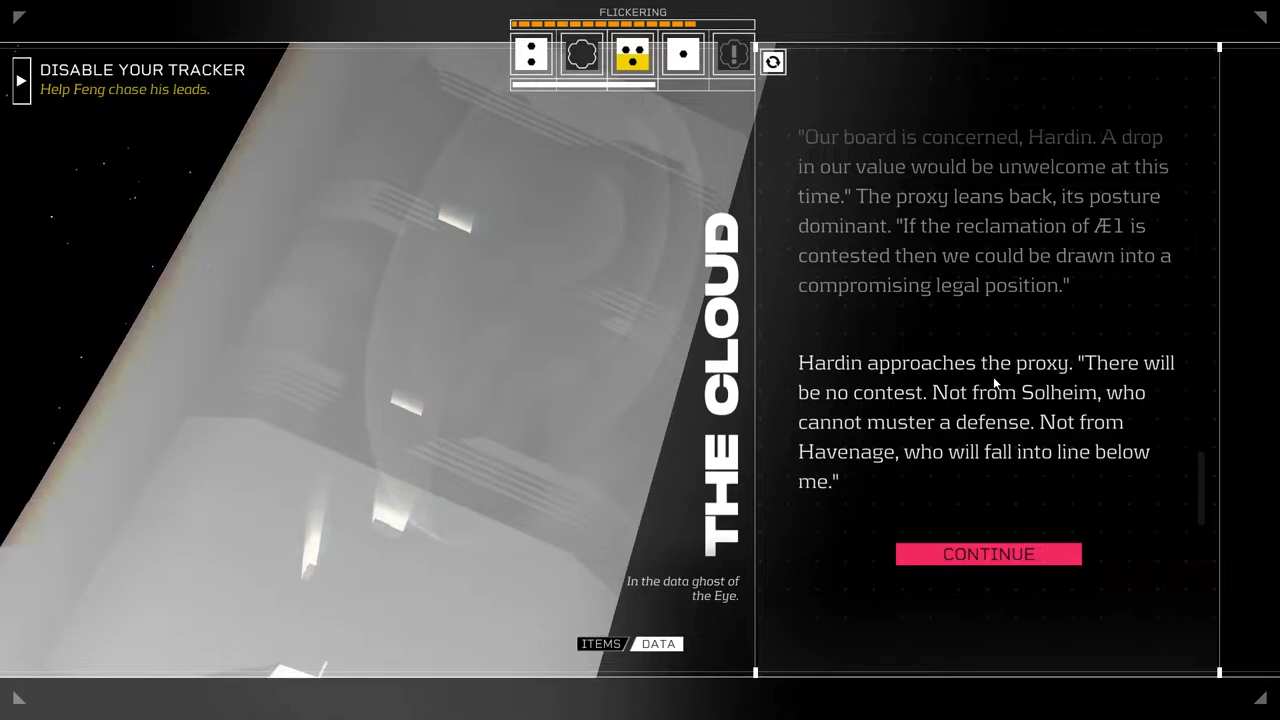 FLICKERING
DISABLE YOUR TRACKER
Help Feng chase his leads.
"Our board is concerned, Hardin. A drop
in our value would be unwelcome at this
time." The proxy leans back, its posture
dominant. "If the reclamation of Æ1 is
contested then we could be drawn into a
compromising legal position."
Hardin approaches the proxy. "There will
be no contest. Not from Solheim, who
cannot muster a defense. Not from
Havenage, who will fall into line below
me."
CONTINUE
THE CLOUD
In the data ghost of
the Eye.
ITEMS
DATA